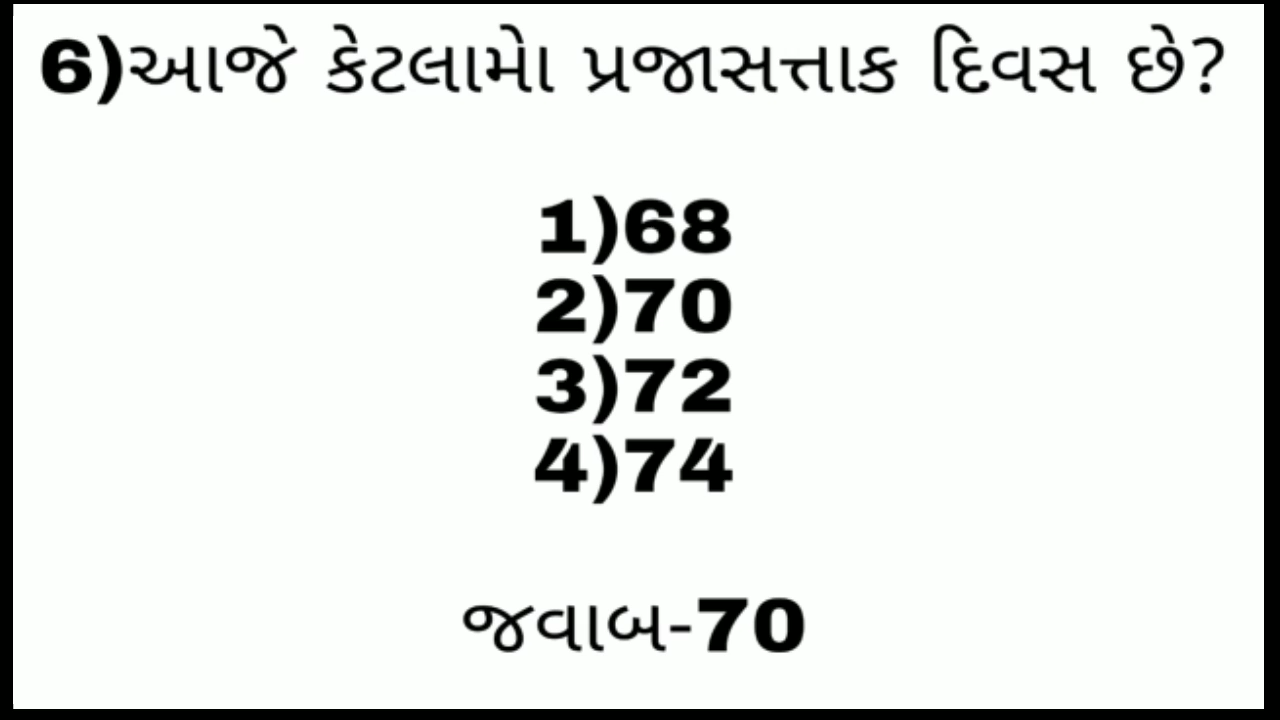 6)આજે કેટલામો પ્રજાસત્તાક દિવસ છે?
1)68
2)70
3)72
4)74
જવાબ-70